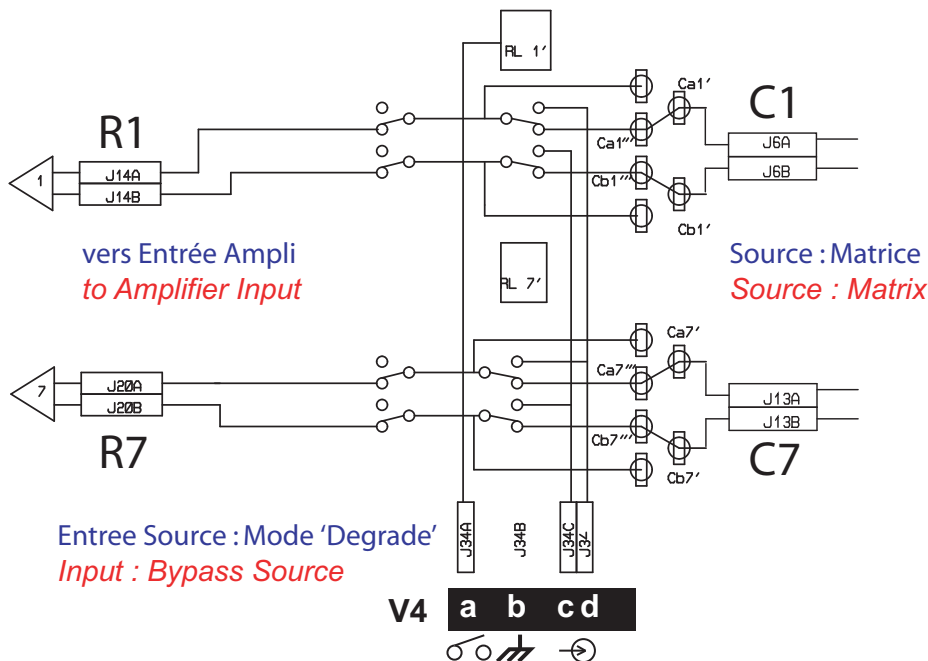 RL 1'
Ca1'
C1
R1
J6A
Ca1'''
1
J14A
Cb1'''
J6B
J14B
Cb1'
vers Entrée Ampli
to Amplifier Input
Source : Matrice
Source : Matrix
RL 7'
Ca7'
Ca7'''
7
J20A
J20B
J13A
J13B
Cb7'''
R7
C7
Cb7'
Entree Source : Mode 'Degrade'
Input : Bypass Source
J34A
J34B
J34C
J34
V4 a b c d